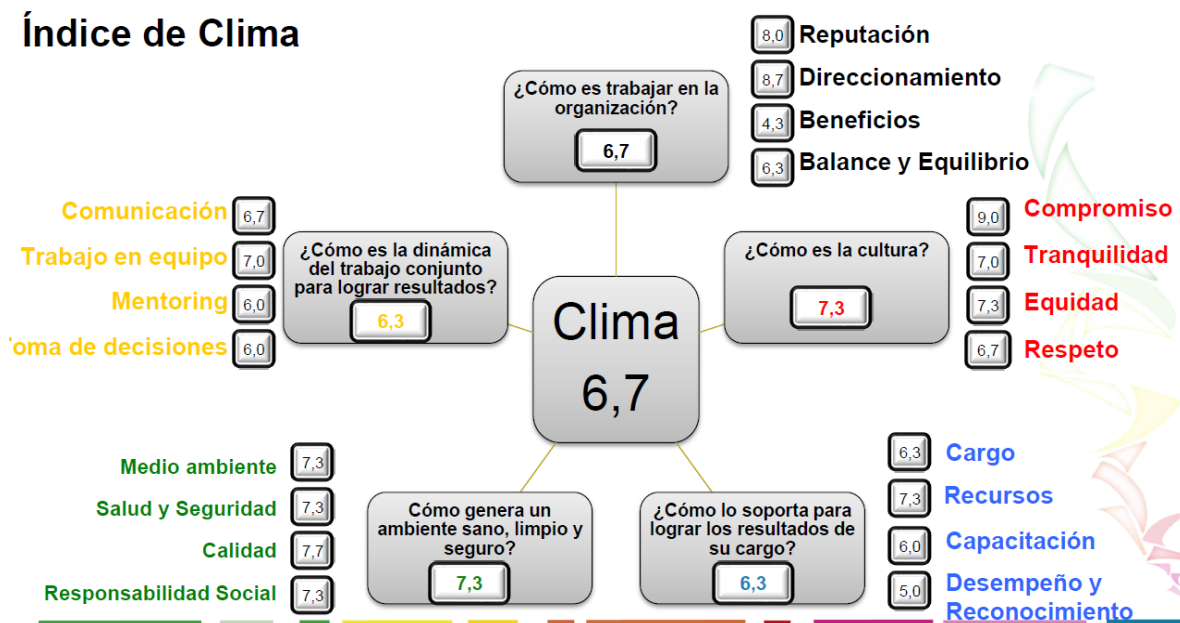 Índice de Clima
¿Cómo es trabajar en la
organización?
6,7
8,0 Reputación
8,7 Direccionamiento
4,3 Beneficios
6,3 Balance y Equilibrio
Comunicación 6,7
Trabajo en equipo 7,0
Mentoring 6,0
oma de decisiones 6,0
¿Cómo es la dinámica
del trabajo conjunto
para lograr resultados?
6,3
¿Cómo es la cultura?
7,3
9,0 Compromiso
7,0 Tranquilidad
7,3 Equidad
6,7 Respeto
Clima
6,7
Medio ambiente 7,3
Salud y Seguridad 7,3
Calidad 7,7
Responsabilidad Social 7,3
Cómo genera un
ambiente sano, limpio y
seguro?
7,3
¿Cómo lo soporta para
lograr los resultados de
su cargo?
6,3
6,3 Cargo
7,3 Recursos
6,0 Capacitación
5,0 Desempeño y
Reconocimiento